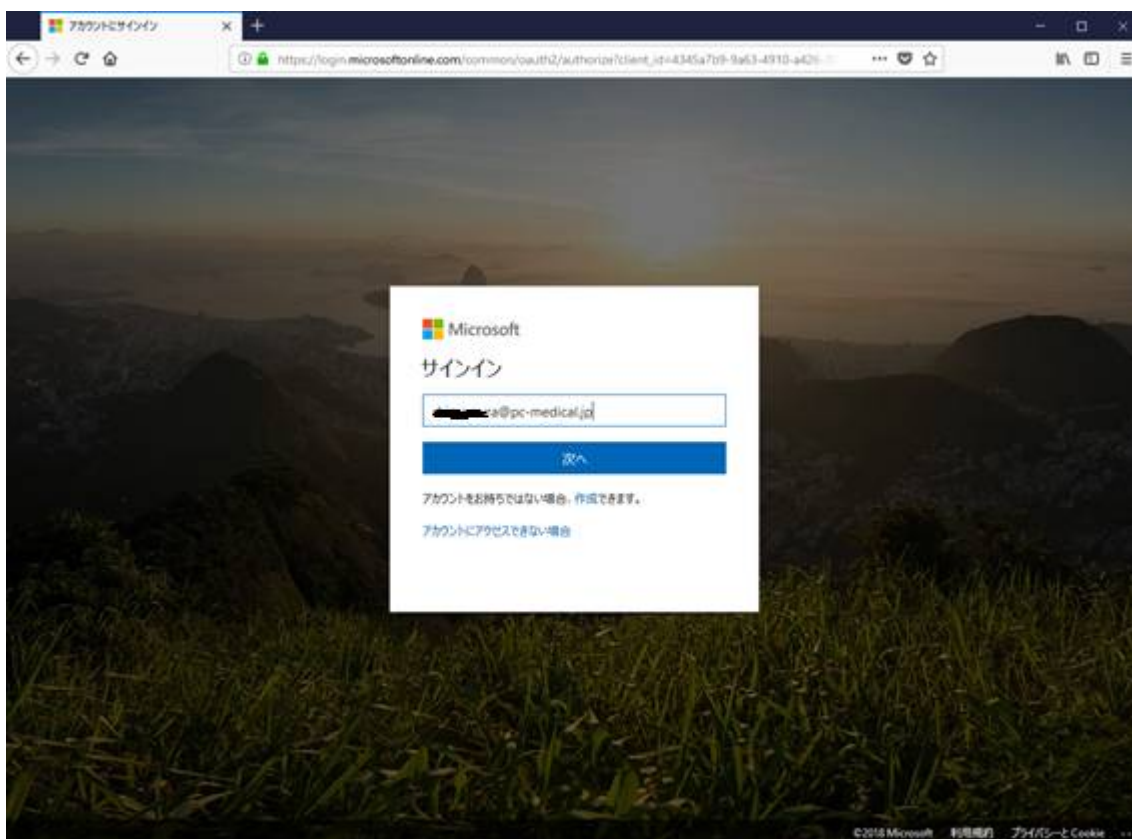 アカウントにサインイン
https://login.microsoftonline.com/common/oauth2/authorize?client_id=4345a7b9-9a63-4910-a426-
Microsoft
サインイン
ra@pc-medical.jp
次へ
アカウントをお持ちではない場合、作成できます。
アカウントにアクセスできない場合
©2018 Microsoft 利用規約 プライバシーと Cookie